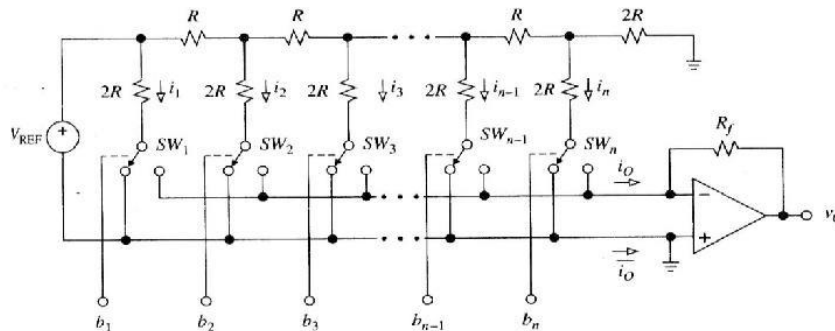 R R R 2R
2R i1 2R i2 2R i3 2R in−1 2R in
Rf
VREF + SW1 SW2 SW3 SWn−1 SWn
iO
−
+
vO
iO
b1 b2 b3 bn−1 bn